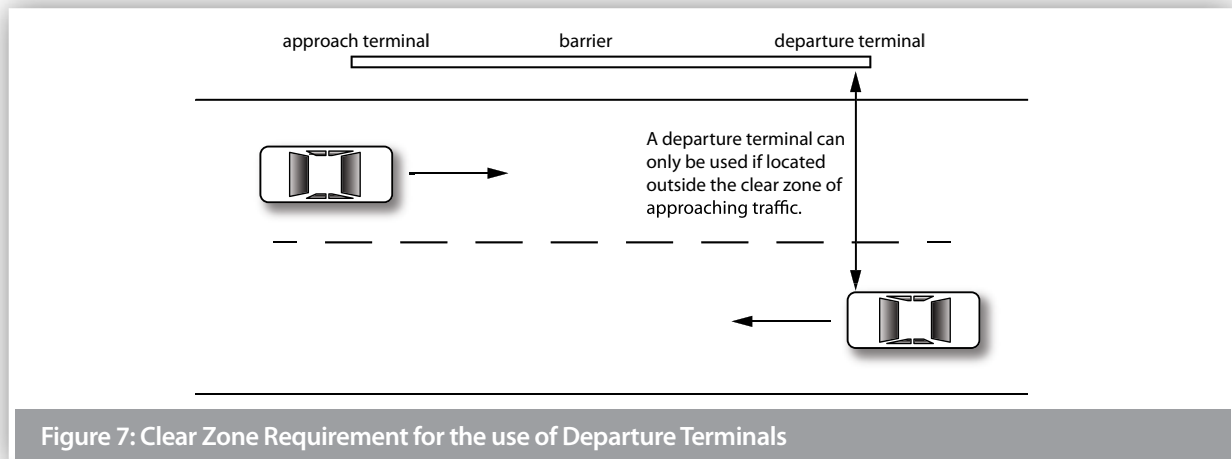 approach terminal barrier departure terminal
A departure terminal can
only be used if located
outside the clear zone of
approaching traffic.
Figure 7: Clear Zone Requirement for the use of Departure Terminals